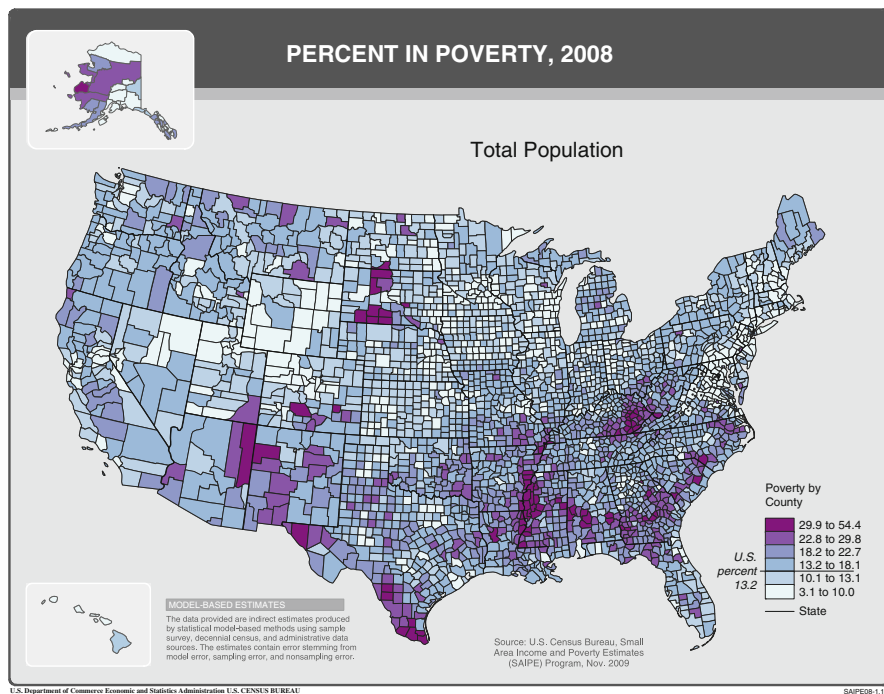 PERCENT IN POVERTY, 2008
Total Population
Poverty by
County
29.9 to 54.4
22.8 to 29.8
18.2 to 22.7
13.2 to 18.1
10.1 to 13.1
3.1 to 10.0
U.S.
percent
13.2
State
MODEL-BASED ESTIMATES
The data provided are indirect estimates produced
by statistical model-based methods using sample
survey, decennial census, and administrative data
sources. The estimates contain error stemming from
model error, sampling error, and nonsampling error.
Source: U.S. Census Bureau, Small
Area Income and Poverty Estimates
(SAIPE) Program, Nov. 2009
U.S. Department of Commerce Economic and Statistics Administration U.S. CENSUS BUREAU
SAIPE08-1.1